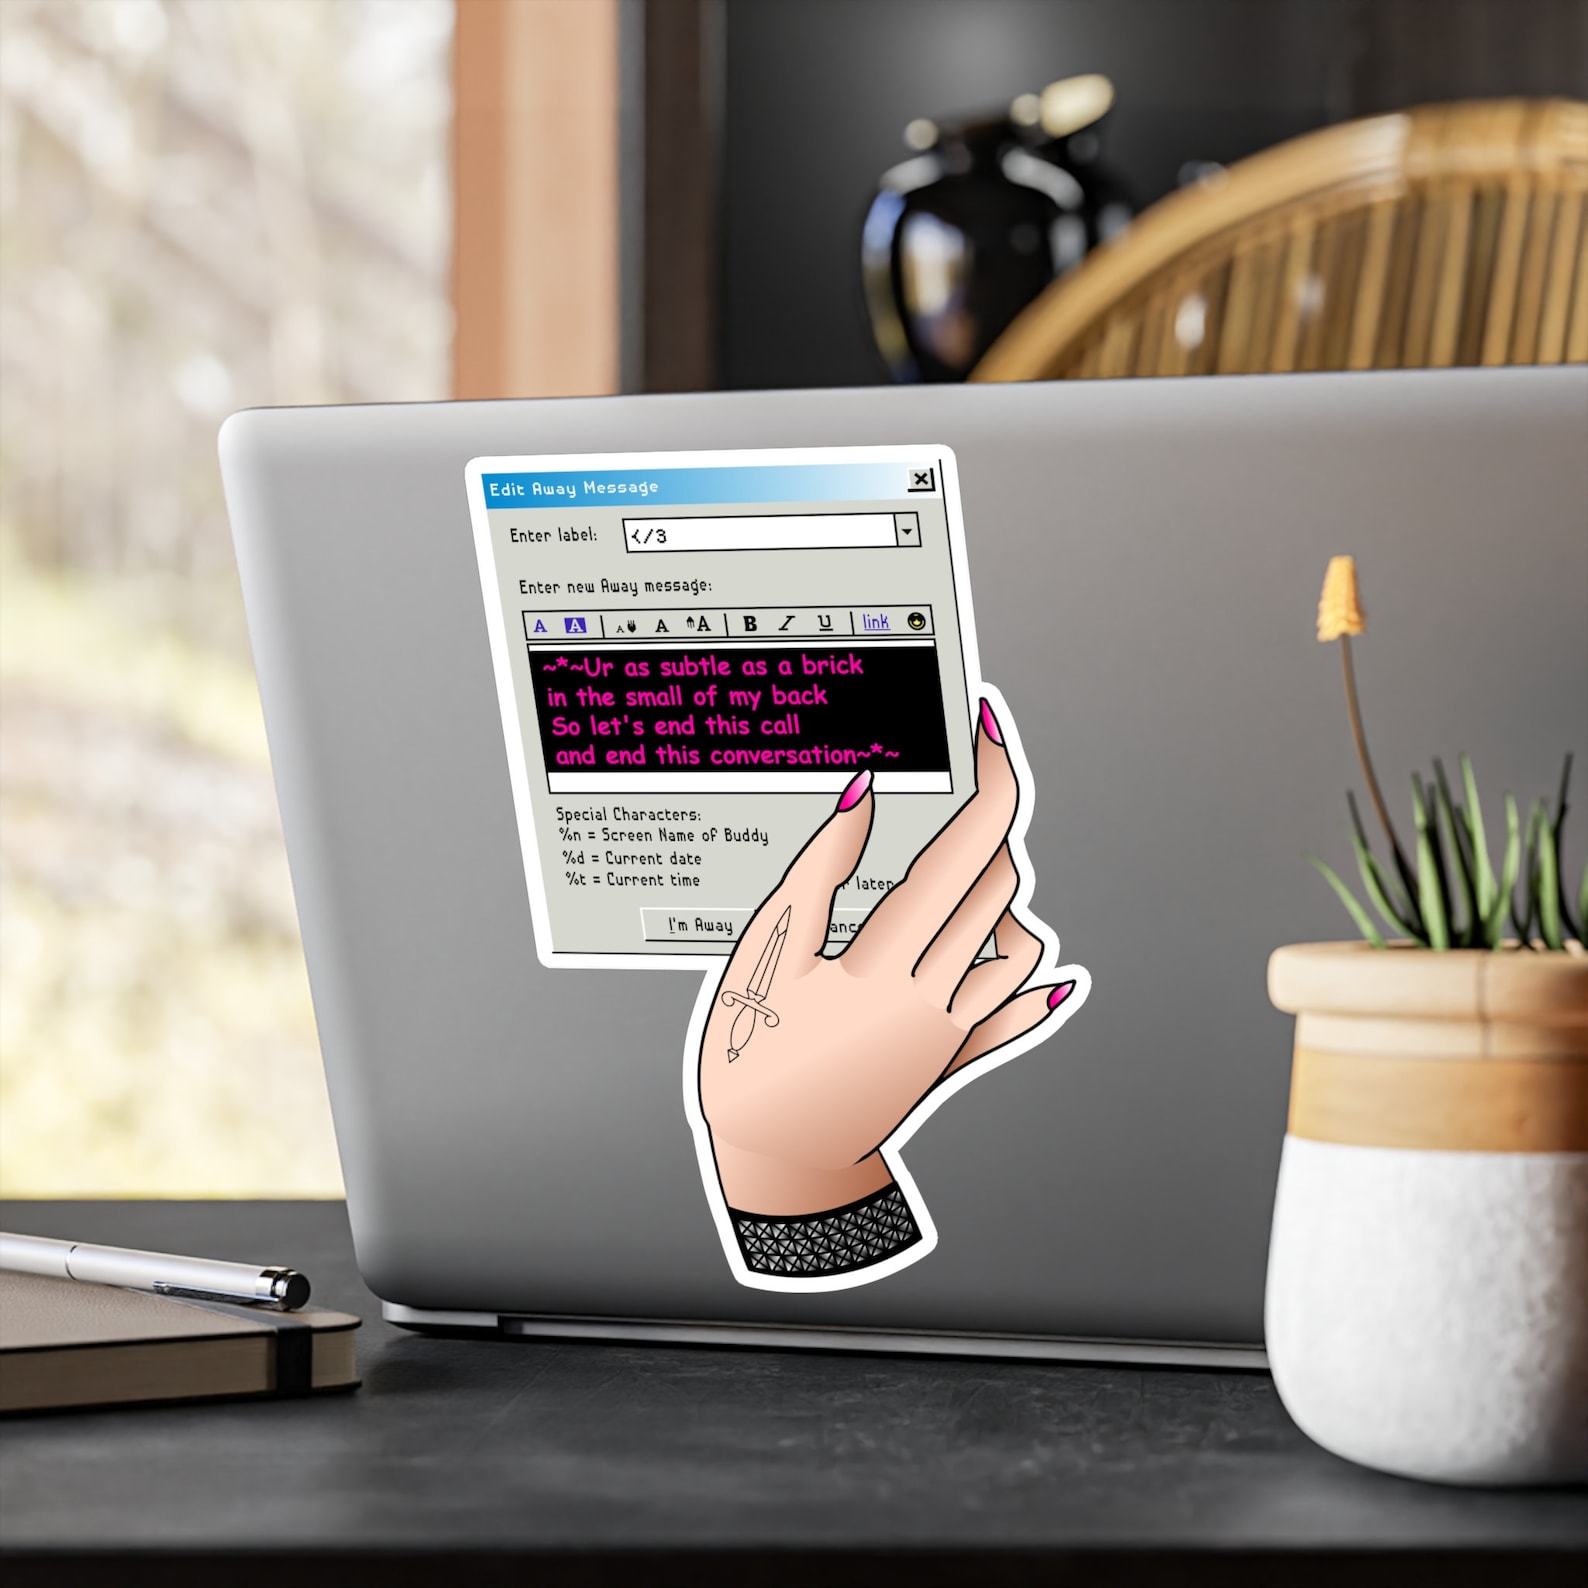 Edit Away Message
Enter label: </3
Enter new Away message:
A A A A A B I U link
~*~Ur as subtle as a brick
in the small of my back
So let's end this call
and end this conversation~*~
Special Characters:
%n = Screen Name of Buddy
%d = Current date
%t = Current time
later
I'm Away